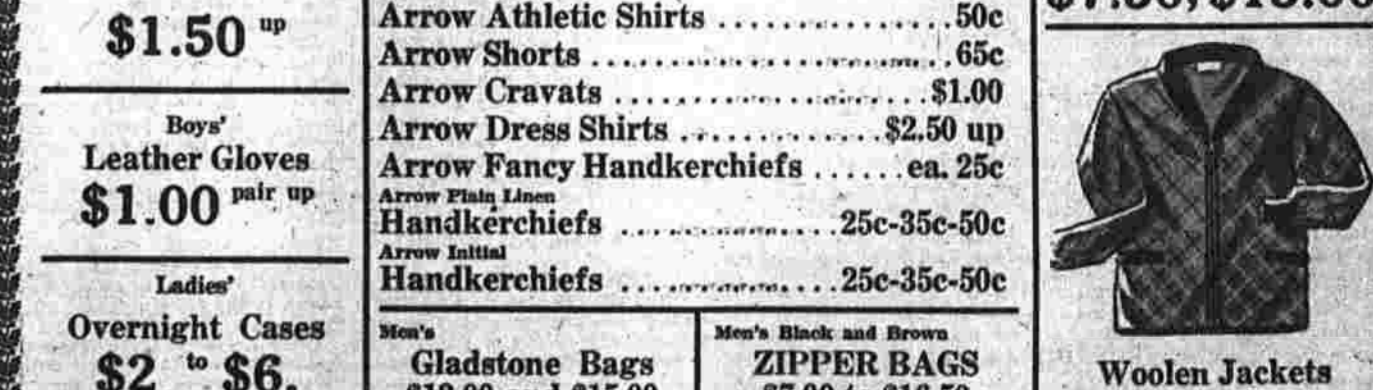 $1.50 up
Boys'
Leather Gloves
$1.00 pair up
Ladies'
Overnight Cases
$2 to $6.
Arrow Athletic Shirts ................ 50c
Arrow Shorts ........................ 65c
Arrow Cravats ..................... $1.00
Arrow Dress Shirts ............. $2.50 up
Arrow Fancy Handkerchiefs ...... ea. 25c
Arrow Plain Linen
Handkerchiefs ............... 25c-35c-50c
Arrow Initial
Handkerchiefs ............... 25c-35c-50c
Men's
Gladstone Bags
Men's Black and Brown
ZIPPER BAGS
Woolen Jackets